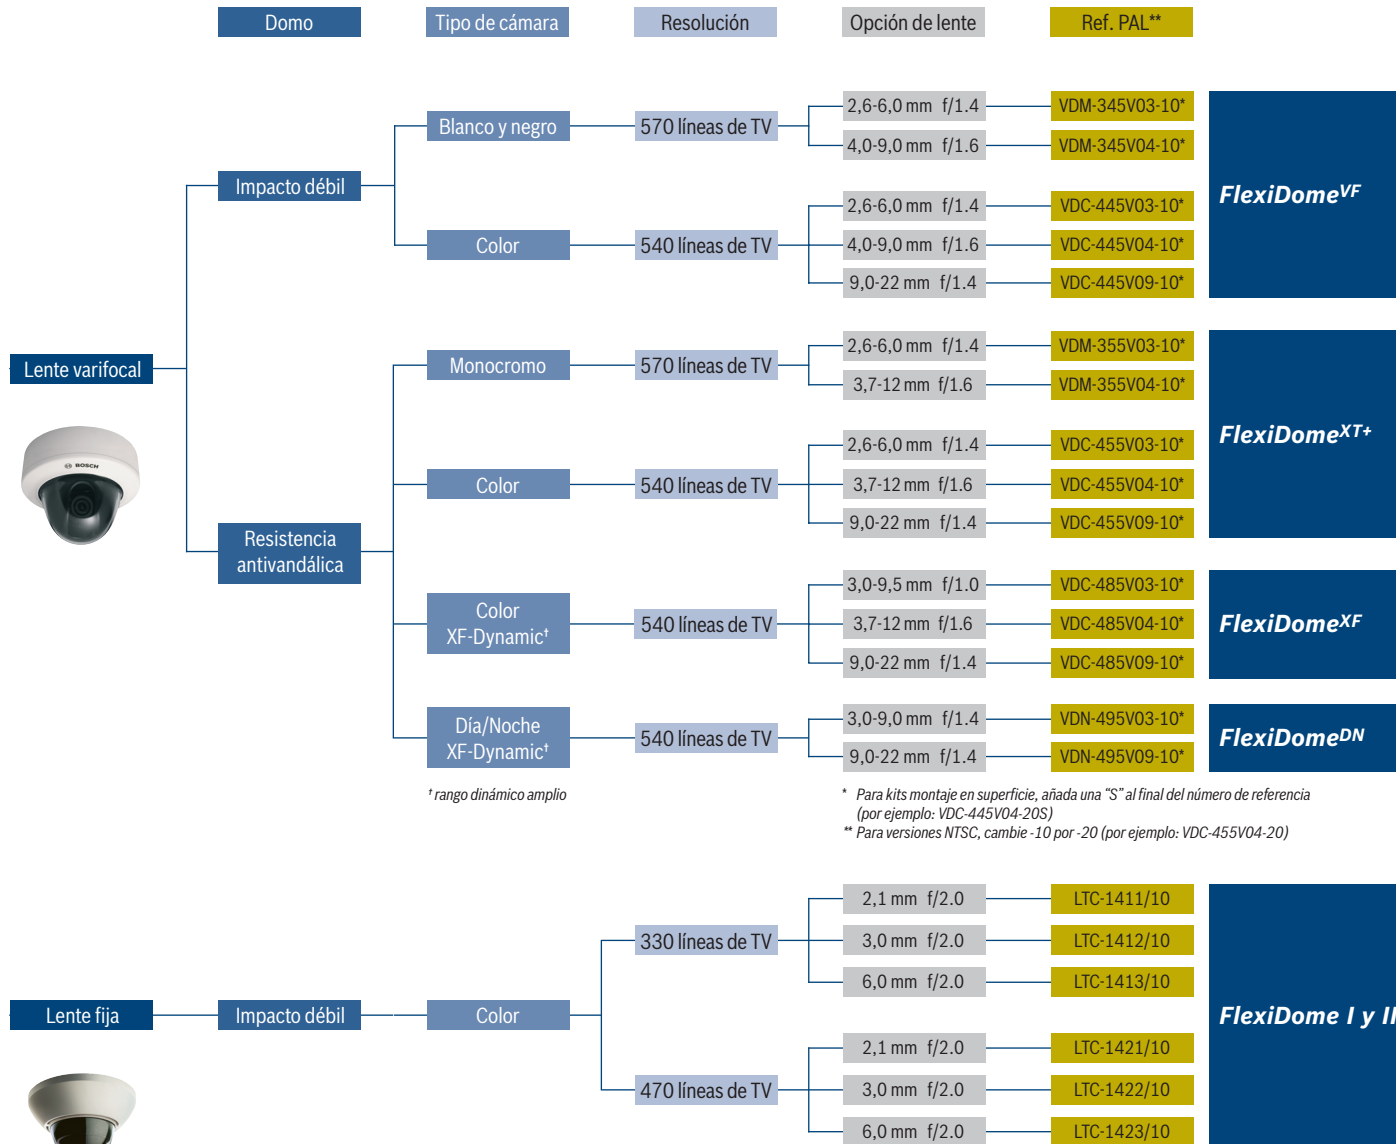 Domo Tipo de cámara Resolución Opción de lente Ref. PAL**
2,6-6,0 mm f/1.4 VDM-345V03-10*
Blanco y negro 570 líneas de TV
4,0-9,0 mm f/1.6 VDM-345V04-10*
Impacto débil
FlexiDomeVF
2,6-6,0 mm f/1.4 VDC-445V03-10*
Color 540 líneas de TV 4,0-9,0 mm f/1.6 VDC-445V04-10*
9,0-22 mm f/1.4 VDC-445V09-10*
2,6-6,0 mm f/1.4 VDM-355V03-10*
Lente varifocal Monocromo 570 líneas de TV
3,7-12 mm f/1.6 VDM-355V04-10*
FlexiDomeXT+
2,6-6,0 mm f/1.4 VDC-455V03-10*
BOSCH
Color 540 líneas de TV 3,7-12 mm f/1.6 VDC-455V04-10*
9,0-22 mm f/1.4 VDC-455V09-10*
Resistencia
antivandálica
3,0-9,5 mm f/1.0 VDC-485V03-10*
Color
XF-Dynamic† 540 líneas de TV 3,7-12 mm f/1.6 VDC-485V04-10* FlexiDomeXF
9,0-22 mm f/1.4 VDC-485V09-10*
3,0-9,0 mm f/1.4 VDN-495V03-10*
Día/Noche
XF-Dynamic† 540 líneas de TV FlexiDomeDN
9,0-22 mm f/1.4 VDN-495V09-10*
† rango dinámico amplio
* Para kits montaje en superficie, añada una “S” al final del número de referencia
(por ejemplo: VDC-445V04-20S)
** Para versiones NTSC, cambie -10 por -20 (por ejemplo: VDC-455V04-20)
2,1 mm f/2.0 LTC-1411/10
330 líneas de TV 3,0 mm f/2.0 LTC-1412/10
6,0 mm f/2.0 LTC-1413/10
Lente fija Impacto débil Color FlexiDome I y II
2,1 mm f/2.0 LTC-1421/10
470 líneas de TV 3,0 mm f/2.0 LTC-1422/10
6,0 mm f/2.0 LTC-1423/10